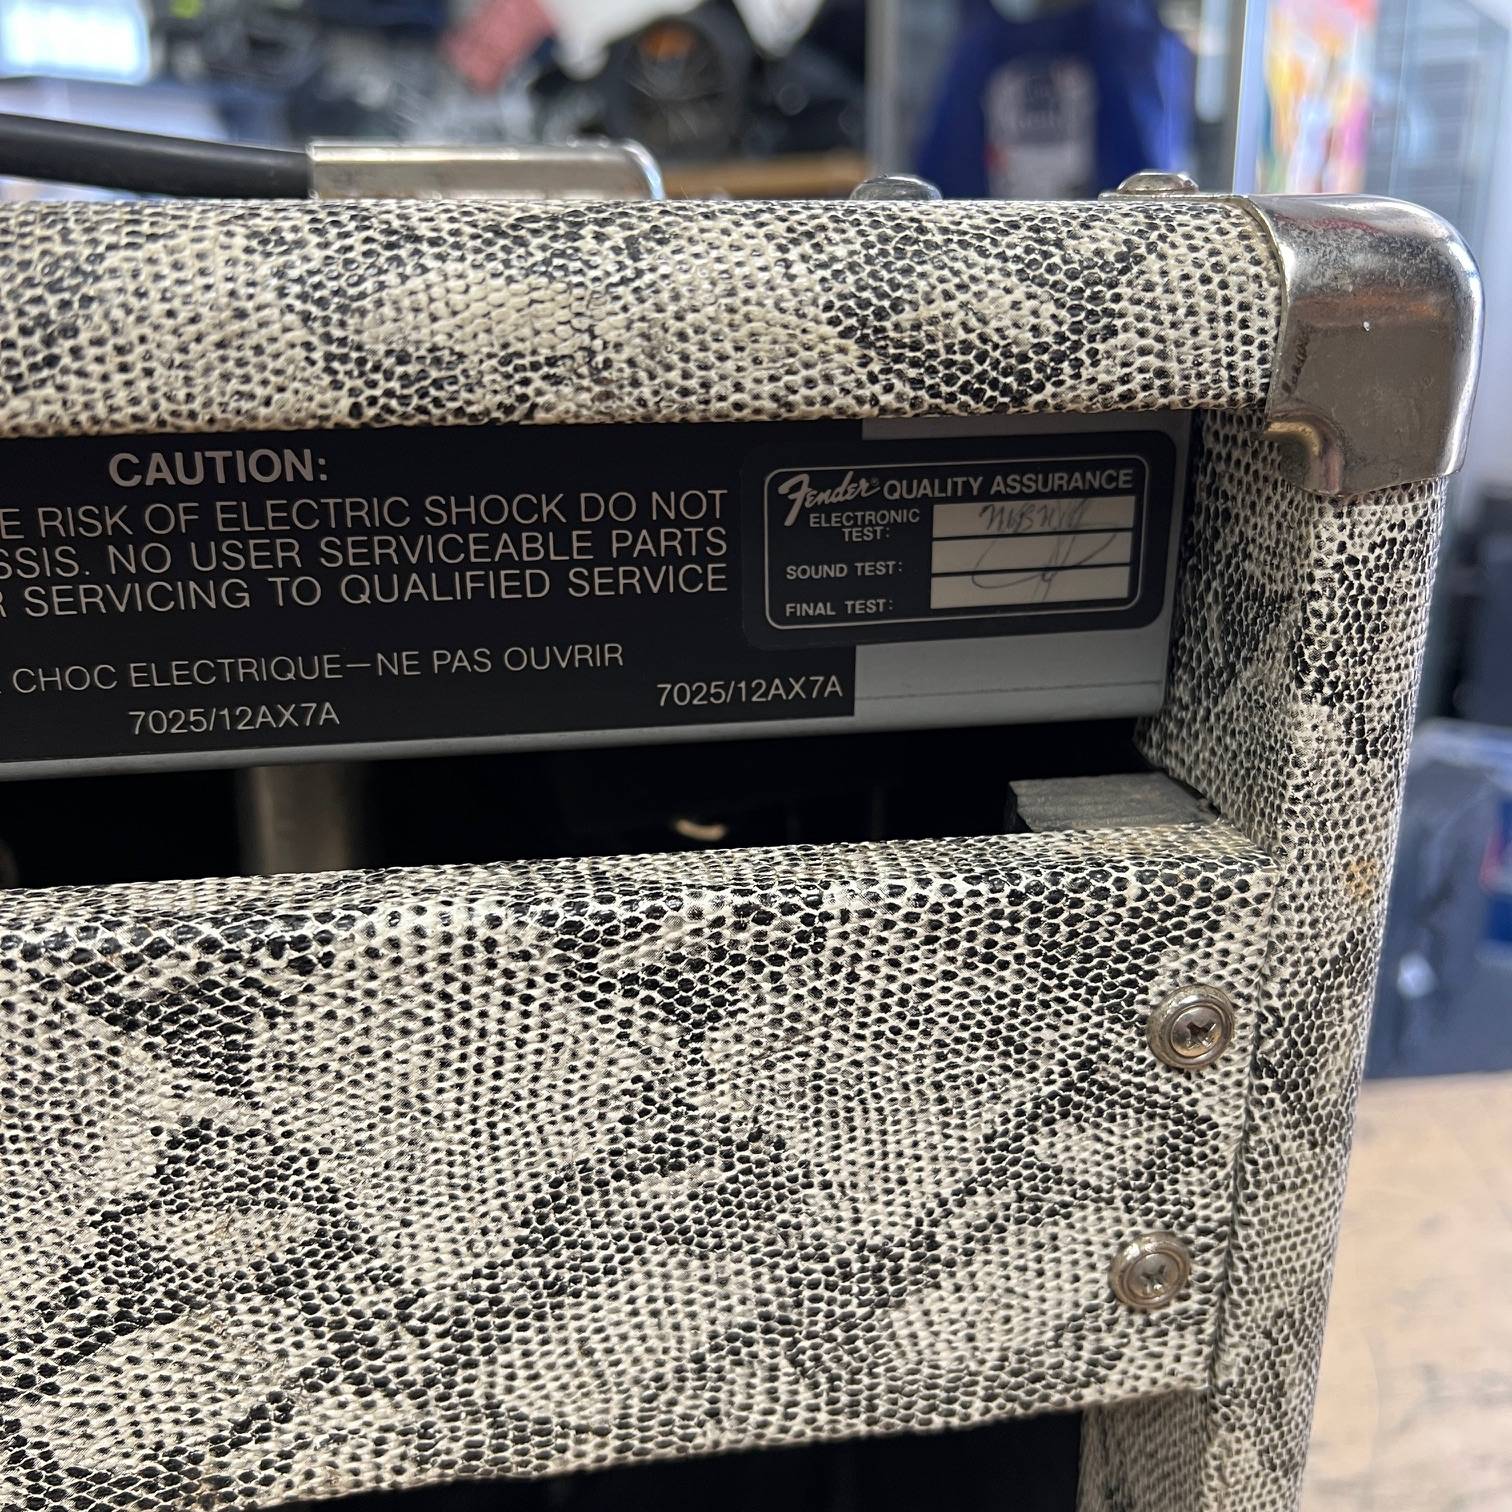 CAUTION:
E RISK OF ELECTRIC SHOCK DO NOT
SSIS. NO USER SERVICEABLE PARTS
R SERVICING TO QUALIFIED SERVICE
CHOC ELECTRIQUE—NE PAS OUVRIR
7025/12AX7A
7025/12AX7A
Fender® QUALITY ASSURANCE
ELECTRONIC
TEST:
SOUND TEST:
FINAL TEST: